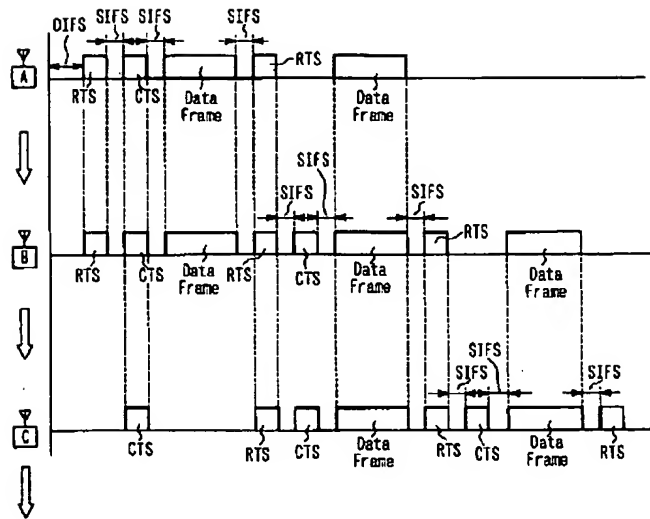 SIFS SIFS SIFS
DIFS
RTS
A
RTS CTS Data Frame Data Frame
SIFS
SIFS SIFS
RTS
B
RTS CTS Data Frame RTS CTS Data Frame Data Frame
SIFS
SIFS SIFS
C
CTS RTS CTS Data Frame RTS CTS Data Frame RTS